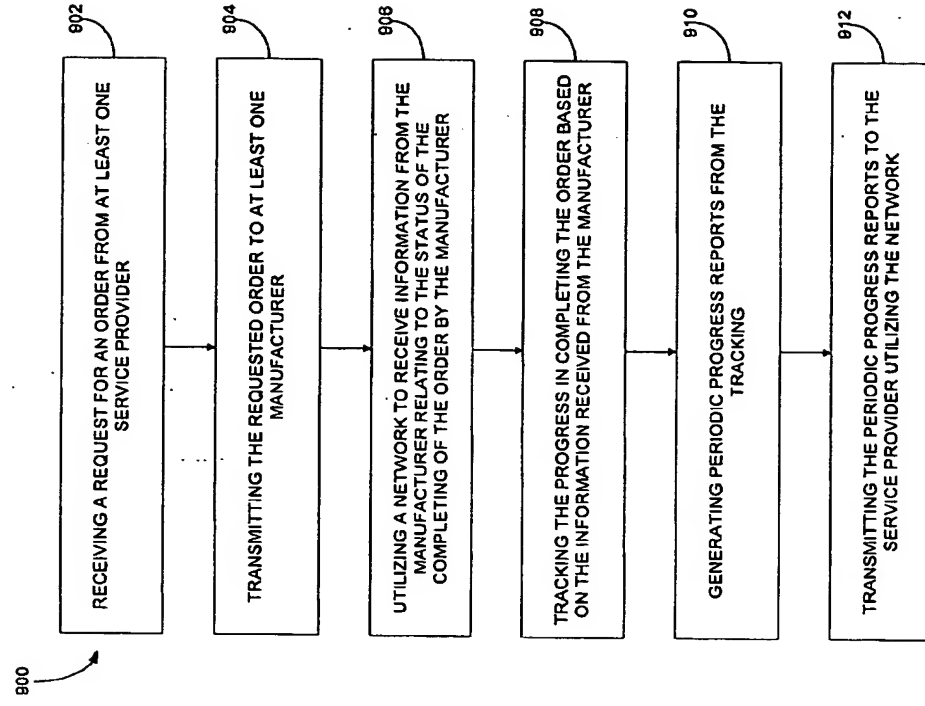 900
902
RECEIVING A REQUEST FOR AN ORDER FROM AT LEAST ONE
SERVICE PROVIDER
904
TRANSMITTING THE REQUESTED ORDER TO AT LEAST ONE
MANUFACTURER
906
UTILIZING A NETWORK TO RECEIVE INFORMATION FROM THE
MANUFACTURER RELATING TO THE STATUS OF THE
COMPLETING OF THE ORDER BY THE MANUFACTURER
908
TRACKING THE PROGRESS IN COMPLETING THE ORDER BASED
ON THE INFORMATION RECEIVED FROM THE MANUFACTURER
910
GENERATING PERIODIC PROGRESS REPORTS FROM THE
TRACKING
912
TRANSMITTING THE PERIODIC PROGRESS REPORTS TO THE
SERVICE PROVIDER UTILIZING THE NETWORK